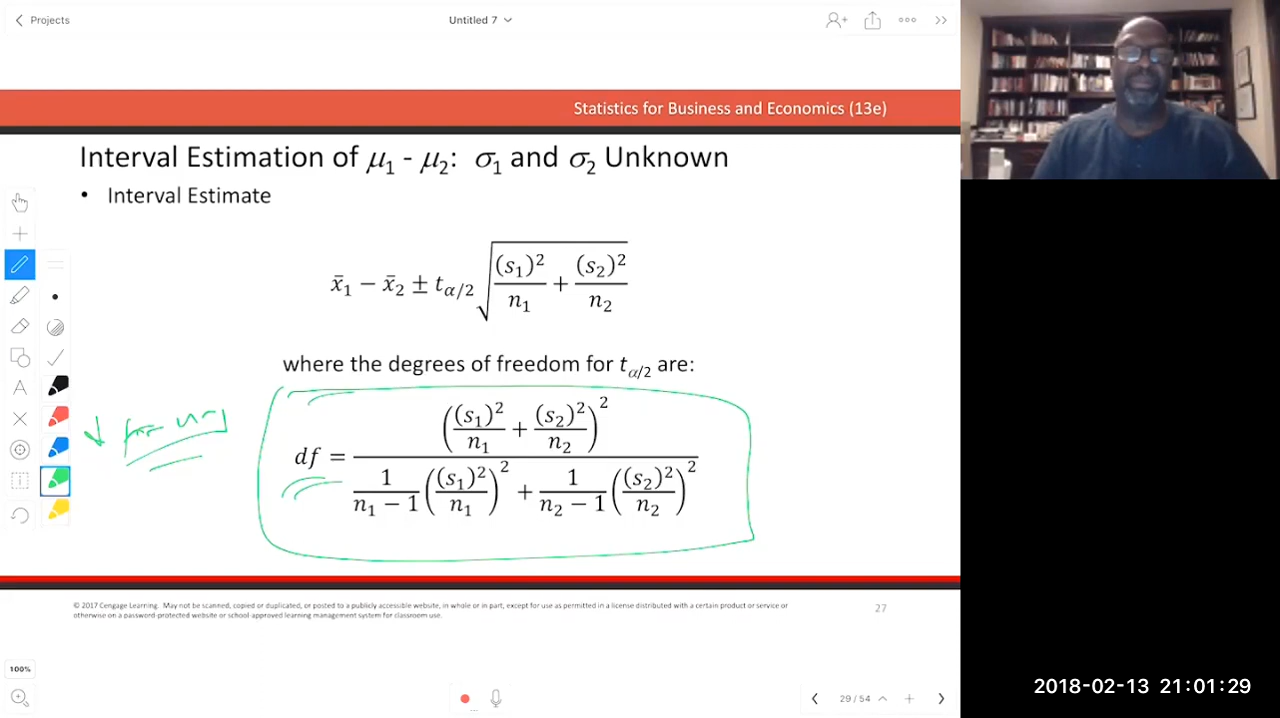 Projects
Untitled 7
Statistics for Business and Economics (13e)
Interval Estimation of μ₁ - μ₂: σ₁ and σ₂ Unknown
• Interval Estimate
x̄₁ − x̄₂ ± t_α/2 √((s₁)²/n₁ + (s₂)²/n₂)
where the degrees of freedom for t_α/2 are:
df = ((s₁)²/n₁ + (s₂)²/n₂)² / (1/(n₁ − 1) ((s₁)²/n₁)² + 1/(n₂ − 1) ((s₂)²/n₂)²)
© 2017 Cengage Learning. May not be scanned, copied or duplicated, or posted to a publicly accessible website, in whole or in part, except for use as permitted in a license distributed with a certain product or service or
otherwise on a password-protected website or school-approved learning management system for classroom use.
27
100%
29 / 54
2018-02-13 21:01:29